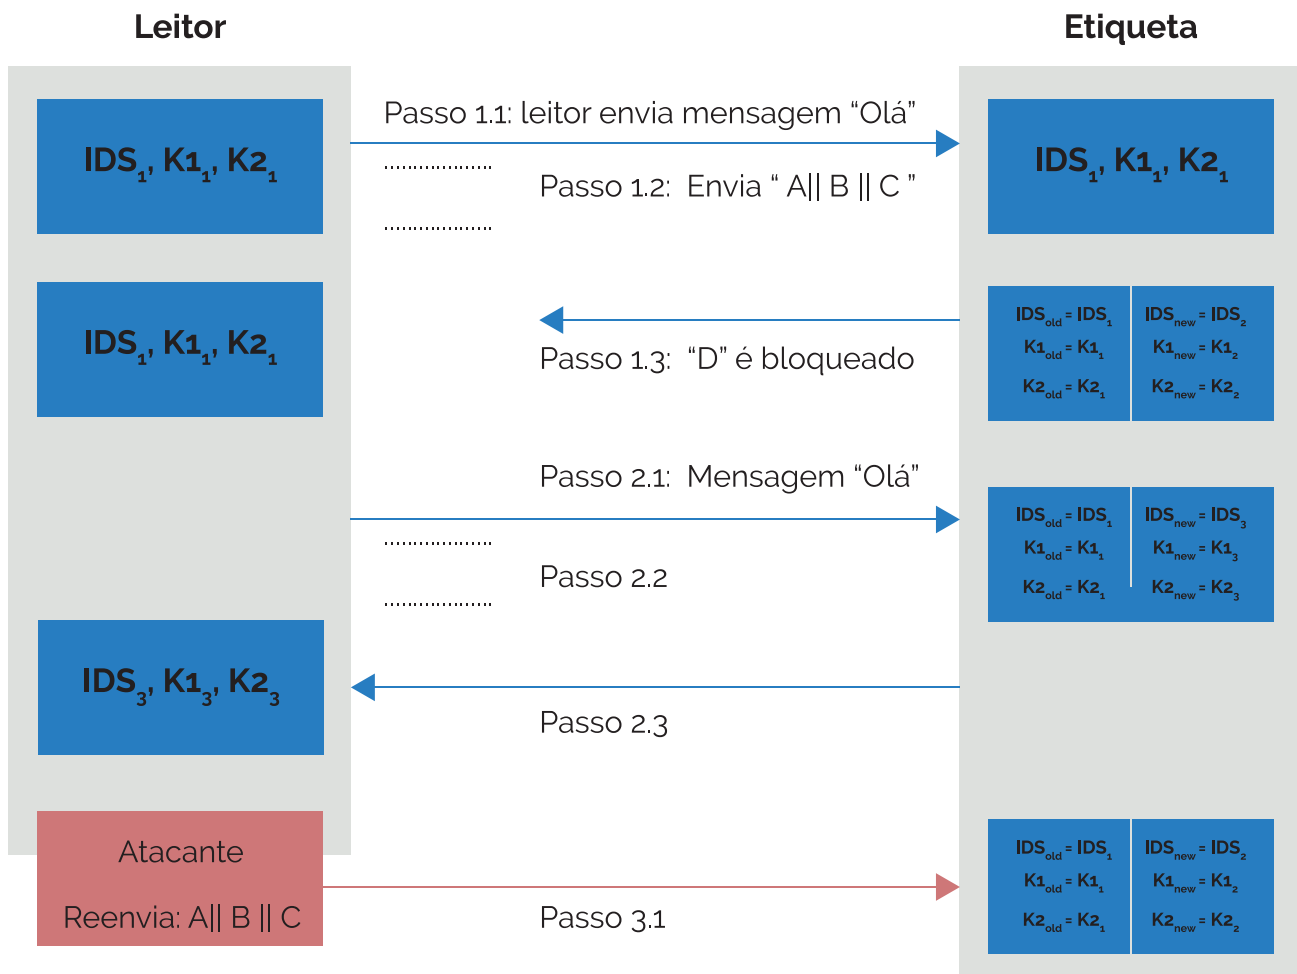 Leitor
Etiqueta
Passo 1.1: leitor envia mensagem “Olá”
IDS₁, K1₁, K2₁
IDS₁, K1₁, K2₁
Passo 1.2: Envia “ A|| B || C ”
IDS₁, K1₁, K2₁
IDSold = IDS₁ IDSnew = IDS₂
K1old = K1₁ K1new = K1₂
K2old = K2₁ K2new = K2₂
Passo 1.3: “D” é bloqueado
Passo 2.1: Mensagem “Olá”
IDSold = IDS₁ IDSnew = IDS₃
K1old = K1₁ K1new = K1₃
K2old = K2₁ K2new = K2₃
Passo 2.2
IDS₃, K1₃, K2₃
Passo 2.3
Atacante
Reenvia: A|| B || C
Passo 3.1
IDSold = IDS₁ IDSnew = IDS₂
K1old = K1₁ K1new = K1₂
K2old = K2₁ K2new = K2₂